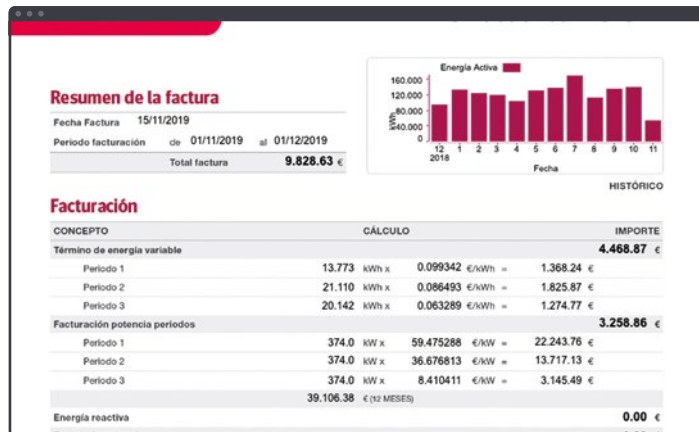 Energía Activa
160.000
120.000
80.000
40.000
0
kWh
12 1 2 3 4 5 6 7 8 9 10 11
2018
Fecha
HISTÓRICO
Resumen de la factura
Fecha Factura 15/11/2019
Periodo facturación de 01/11/2019 al 01/12/2019
Total factura 9.828.63 €
Facturación
CONCEPTO CÁLCULO IMPORTE
Término de energía variable 4.468.87 €
Periodo 1 13.773 kWh x 0.099342 €/kWh = 1.368.24 €
Periodo 2 21.110 kWh x 0.086493 €/kWh = 1.825.87 €
Periodo 3 20.142 kWh x 0.063289 €/kWh = 1.274.77 €
Facturación potencia periodos 3.258.86 €
Periodo 1 374.0 kW x 59.475288 €/kW = 22.243.76 €
Periodo 2 374.0 kW x 36.676813 €/kW = 13.717.13 €
Periodo 3 374.0 kW x 8.410411 €/kW = 3.145.49 €
39.106.38 € (12 MESES)
Energía reactiva 0.00 €